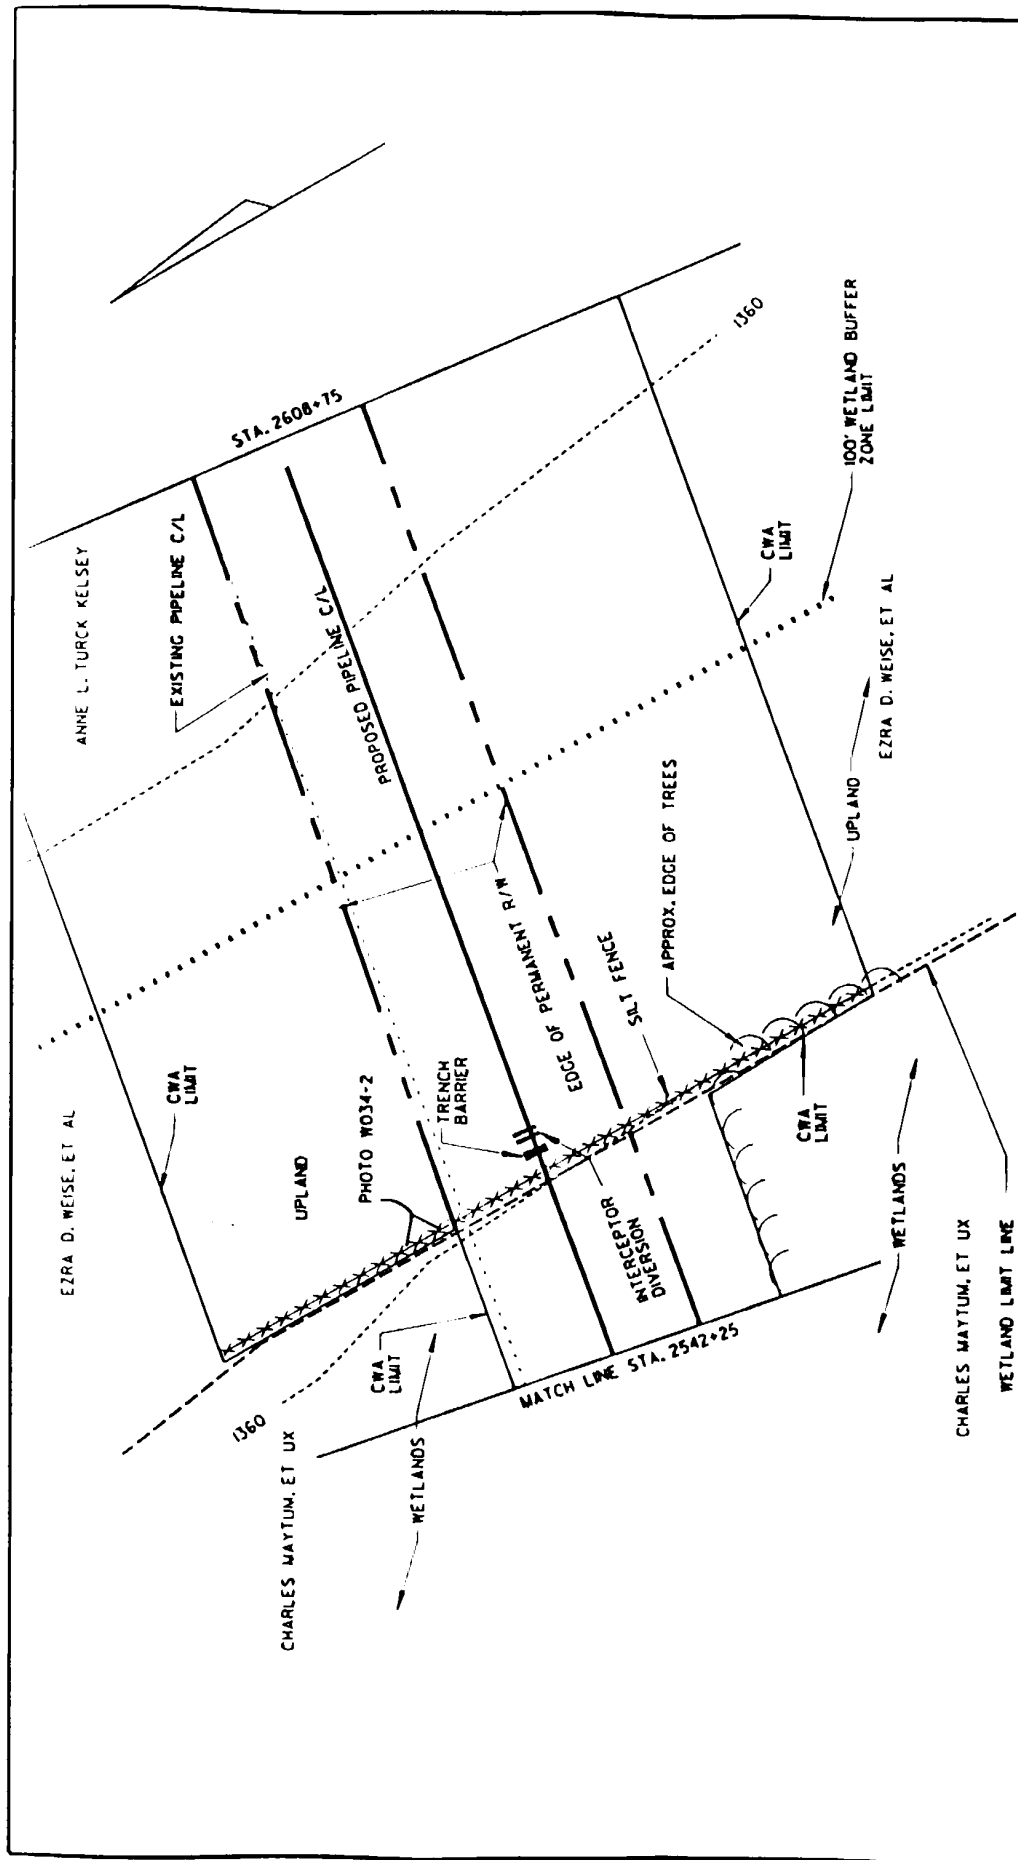 ANNE L. TURCK KELSEY
EXISTING PIPELINE C/L
STA. 2608+75
1360
100' WETLAND BUFFER
ZONE LIMIT
PROPOSED PIPELINE C/L
CWA
LIMIT
EZRA D. WEISE, ET AL
UPLAND
EZRA D. WEISE, ET AL
CWA
LIMIT
UPLAND
PHOTO W034-2
TRENCH
BARRIER
EDGE OF PERMANENT R/W
SILT FENCE
APPROX. EDGE OF TREES
CWA
LIMIT
INTERCEPTOR
DIVERSION
MATCH LINE STA. 2542+25
CWA
LIMIT
1360
WETLANDS
CHARLES MAYTUM, ET UX
WETLANDS
CHARLES MAYTUM, ET UX
WETLAND LIMIT LINE